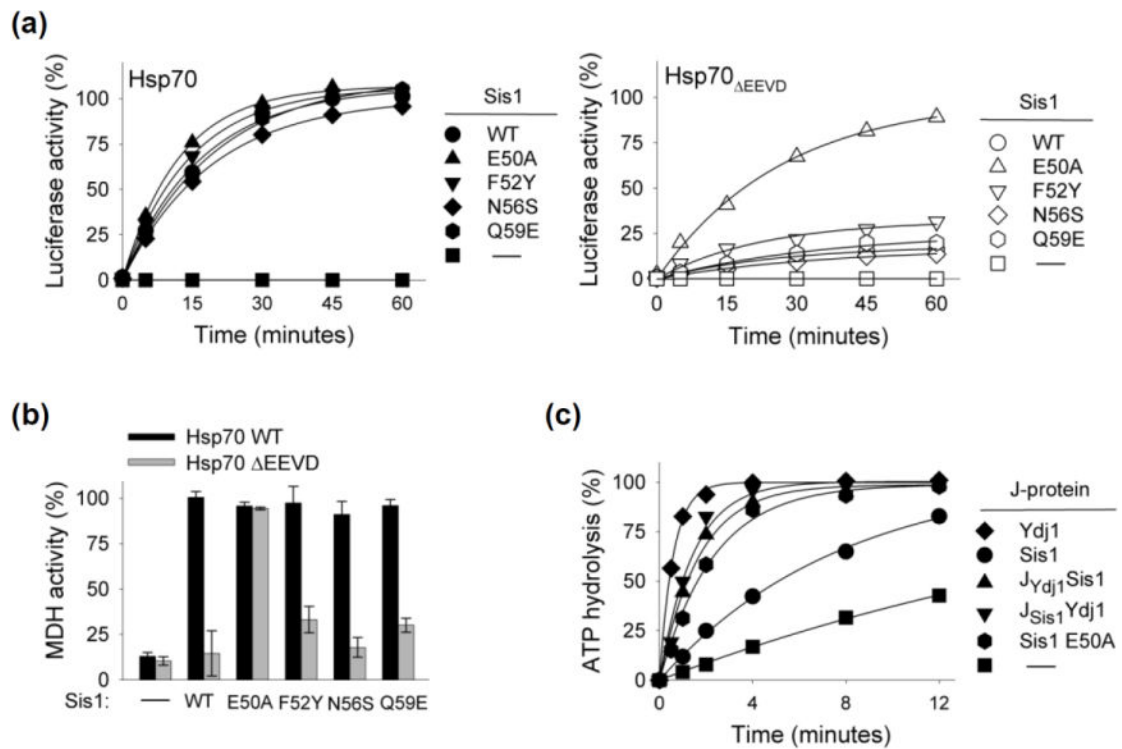 (a)
Luciferase activity (%)
100
75
50
25
0
Hsp70
0 15 30 45 60
Time (minutes)
Sis1
WT
E50A
F52Y
N56S
Q59E
—
Luciferase activity (%)
100
75
50
25
0
Hsp70ΔEEVD
0 15 30 45 60
Time (minutes)
Sis1
WT
E50A
F52Y
N56S
Q59E
—
(b)
Hsp70 WT
Hsp70 ΔEEVD
MDH activity (%)
100
75
50
25
0
Sis1: — WT E50A F52Y N56S Q59E
(c)
ATP hydrolysis (%)
100
75
50
25
0
0 4 8 12
Time (minutes)
J-protein
Ydj1
Sis1
JYdj1Sis1
JSis1Ydj1
Sis1 E50A
—